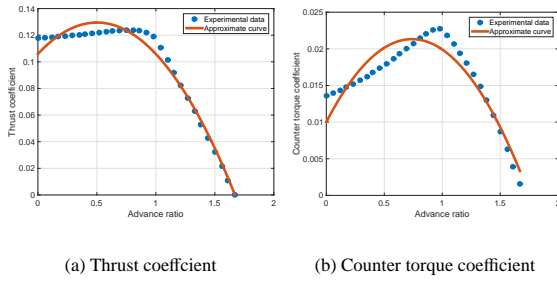 0.14
0.12
0.1
0.08
0.06
0.04
0.02
0
Thrust coefficient
0 0.5 1 1.5 2
Advance ratio
Experimental data
Approximate curve
0.025
0.02
0.015
0.01
0.005
0
Counter torque coefficient
0 0.5 1 1.5 2
Advance ratio
Experimental data
Approximate curve
(a) Thrust coeffcient
(b) Counter torque coefficient